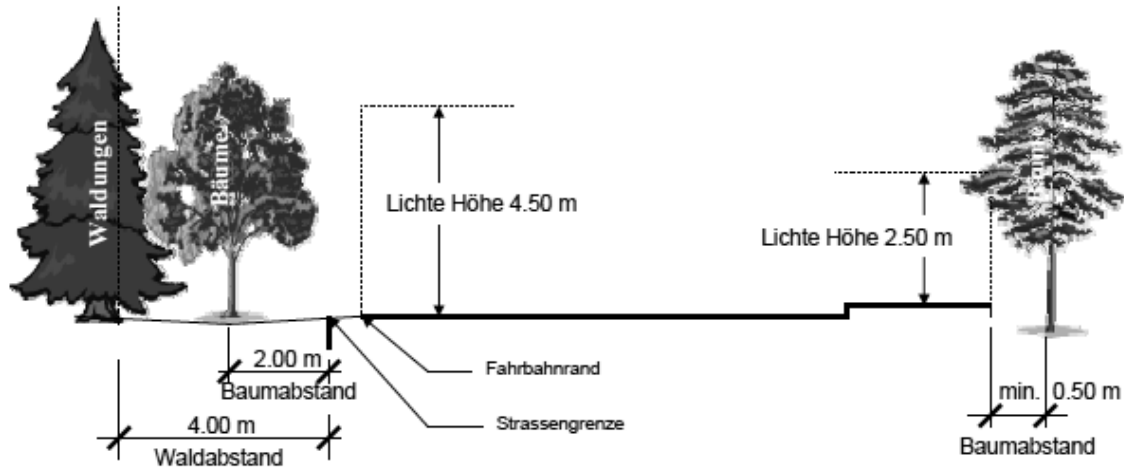 Waldungen
Bäume
Lichte Höhe 4.50 m
Lichte Höhe 2.50 m
2.00 m
Baumabstand
Fahrbahnrand
4.00 m
Strassengrenze
Waldabstand
min. 0.50 m
Baumabstand